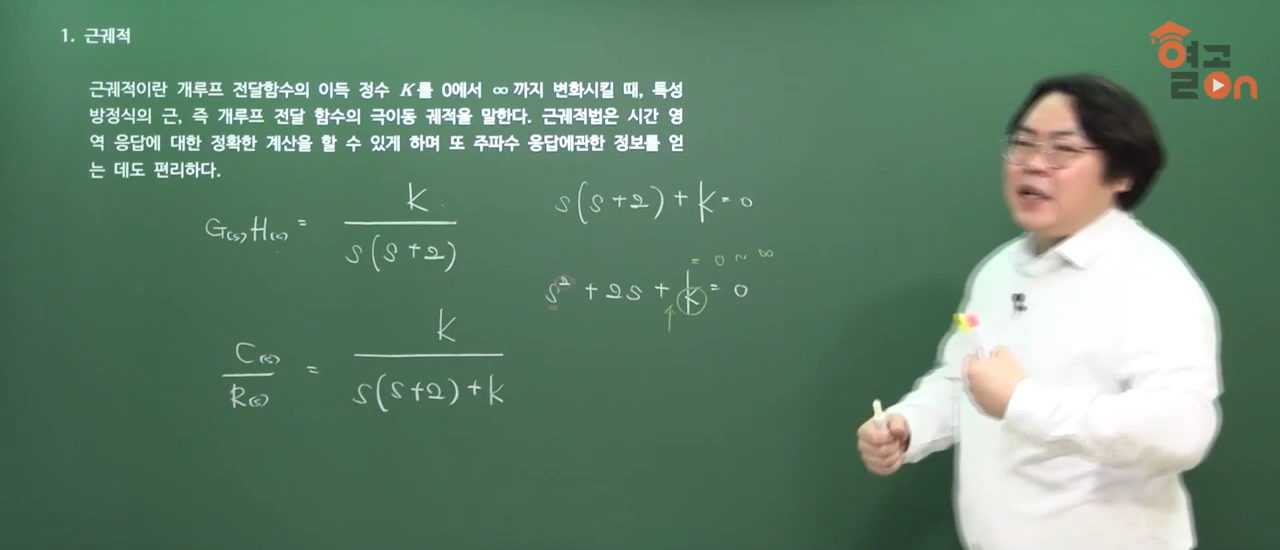 열공on
1. 근궤적
근궤적이란 개루프 전달함수의 이득 정수 K를 0에서 ∞까지 변화시킬 때, 특성
방정식의 근, 즉 개루프 전달 함수의 극이동 궤적을 말한다. 근궤적법은 시간 영
역 응답에 대한 정확한 계산을 할 수 있게 하며 또 주파수 응답에관한 정보를 얻
는 데도 편리하다.
G(s)H(s) = K / s(s+2)
s(s+2)+K=0
= 0 ~ ∞
s² + 2s + K = 0
C(s) / R(s) = K / s(s+2)+K